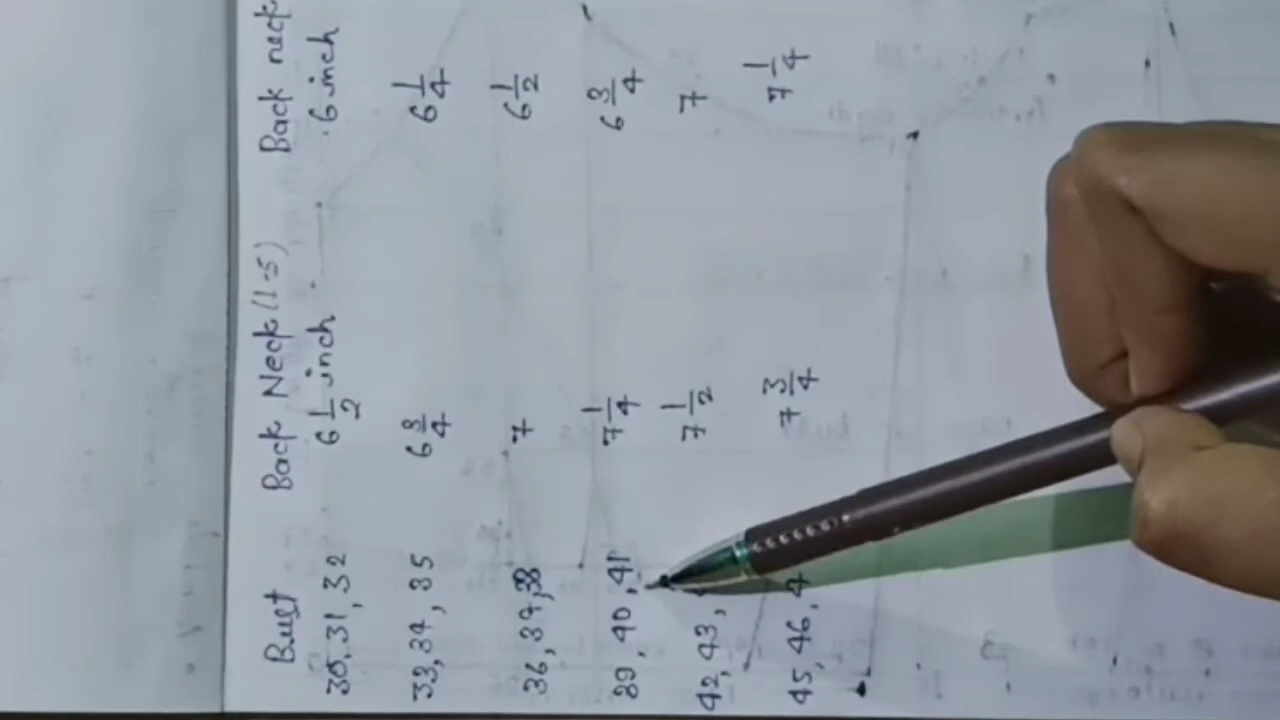 Bust Back Neck (1-5) Back neck
30, 31, 32 6 1/2 inch 6 inch
33, 34, 35 6 3/4 6 1/4
36, 37, 38 7 6 1/2
39, 40, 41 7 1/4 6 3/4
42, 43, 7 1/2 7
45, 46, 4 7 3/4 7 1/4